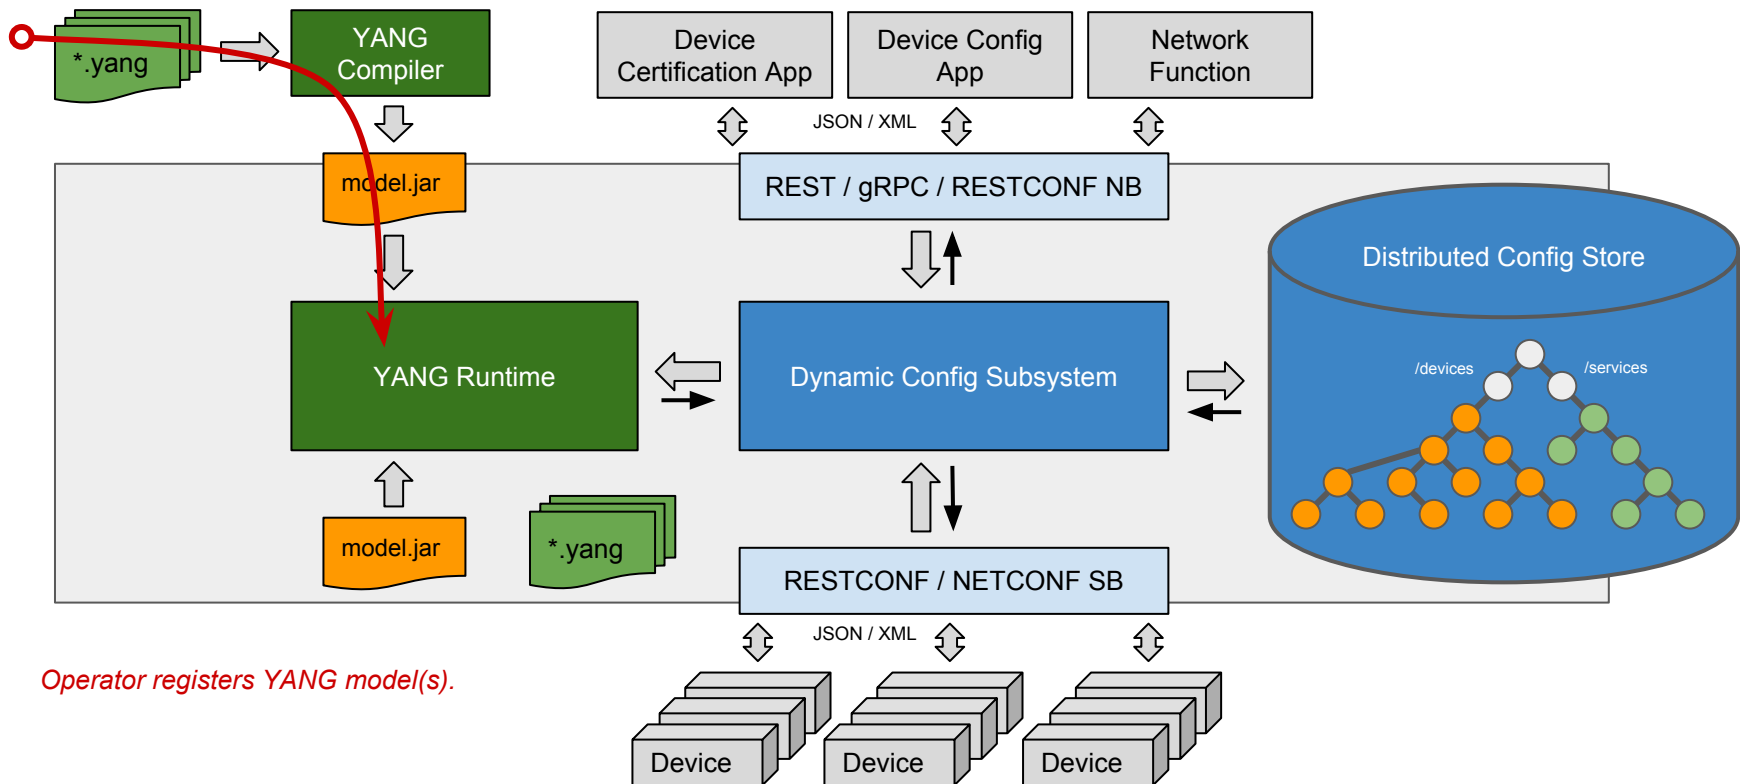 *.yang
YANG
Compiler
Device
Certification App
Device Config
App
Network
Function
JSON / XML
model.jar
REST / gRPC / RESTCONF NB
Distributed Config Store
YANG Runtime
Dynamic Config Subsystem
/devices
/services
model.jar
*.yang
RESTCONF / NETCONF SB
JSON / XML
Operator registers YANG model(s).
Device
Device
Device